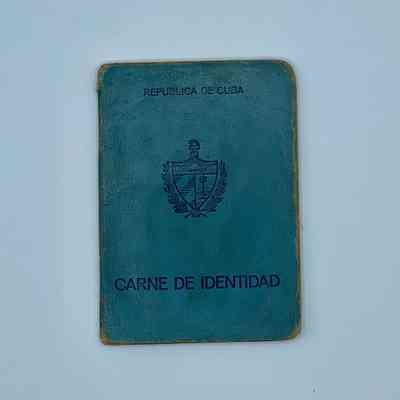 REPUBLICA DE CUBA
CARNE DE IDENTIDAD